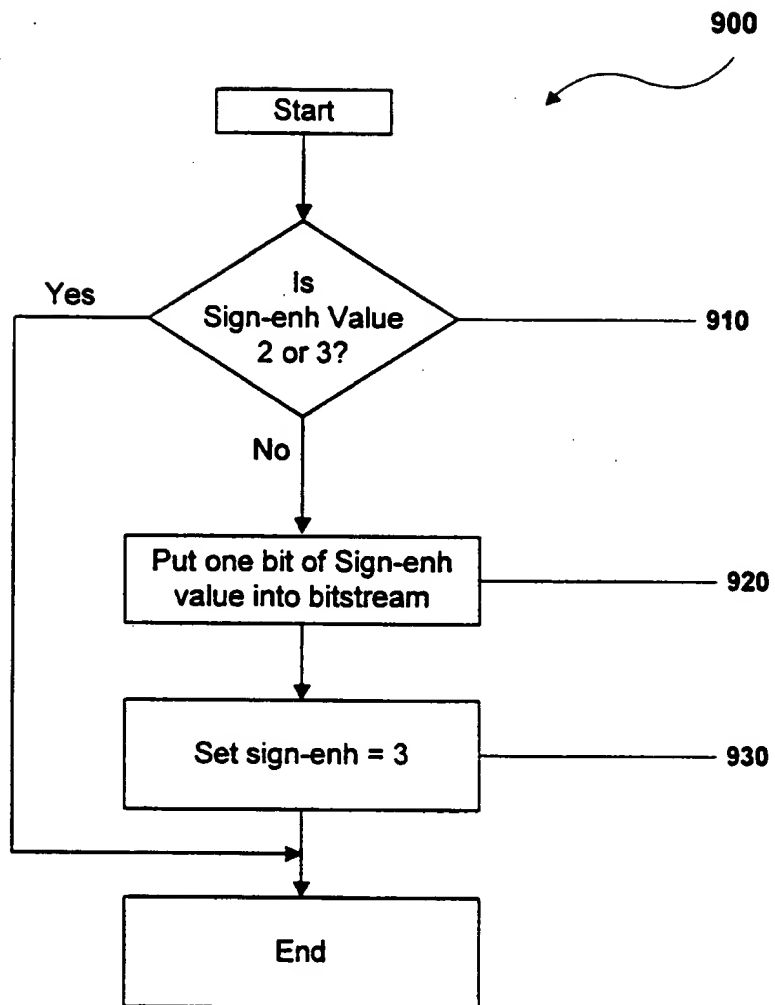 900
Start
Is
Sign-enh Value
2 or 3?
Yes
910
No
Put one bit of Sign-enh
value into bitstream
920
Set sign-enh = 3
930
End